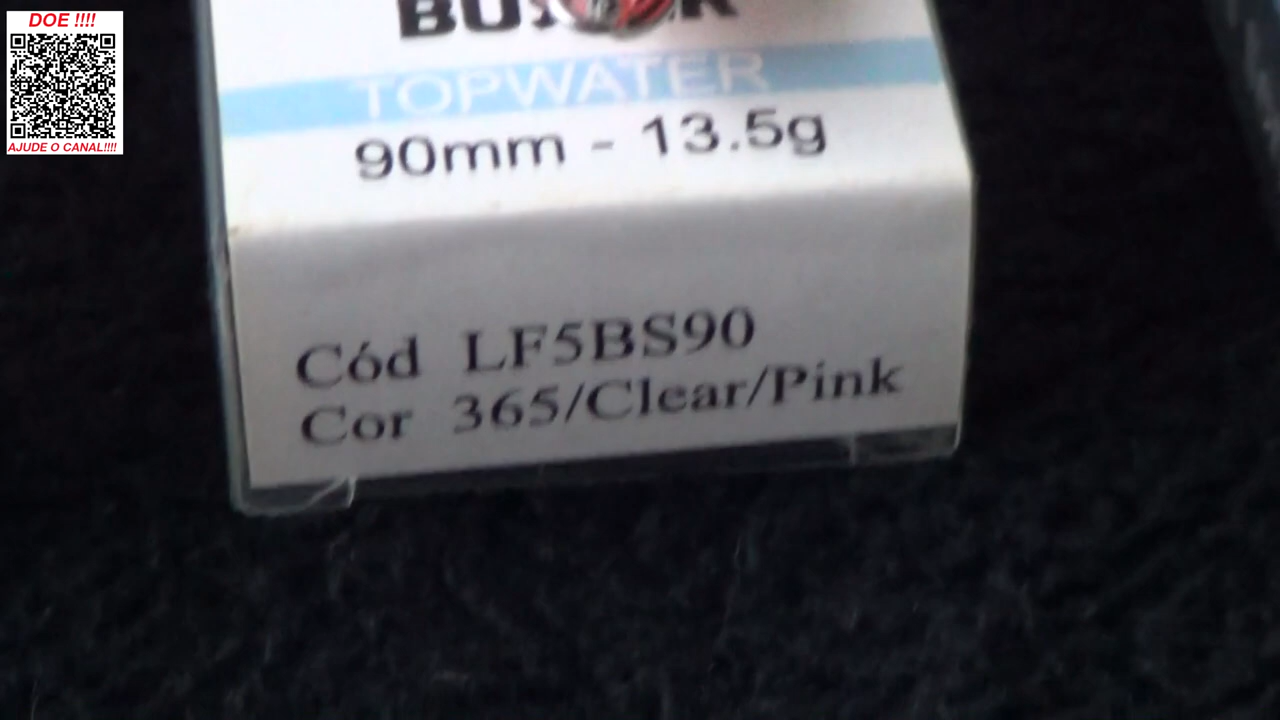 DOE !!!!
AJUDE O CANAL!!!!
TOPWATER
90mm - 13.5g
Cód LF5BS90
Cor 365/Clear/Pink